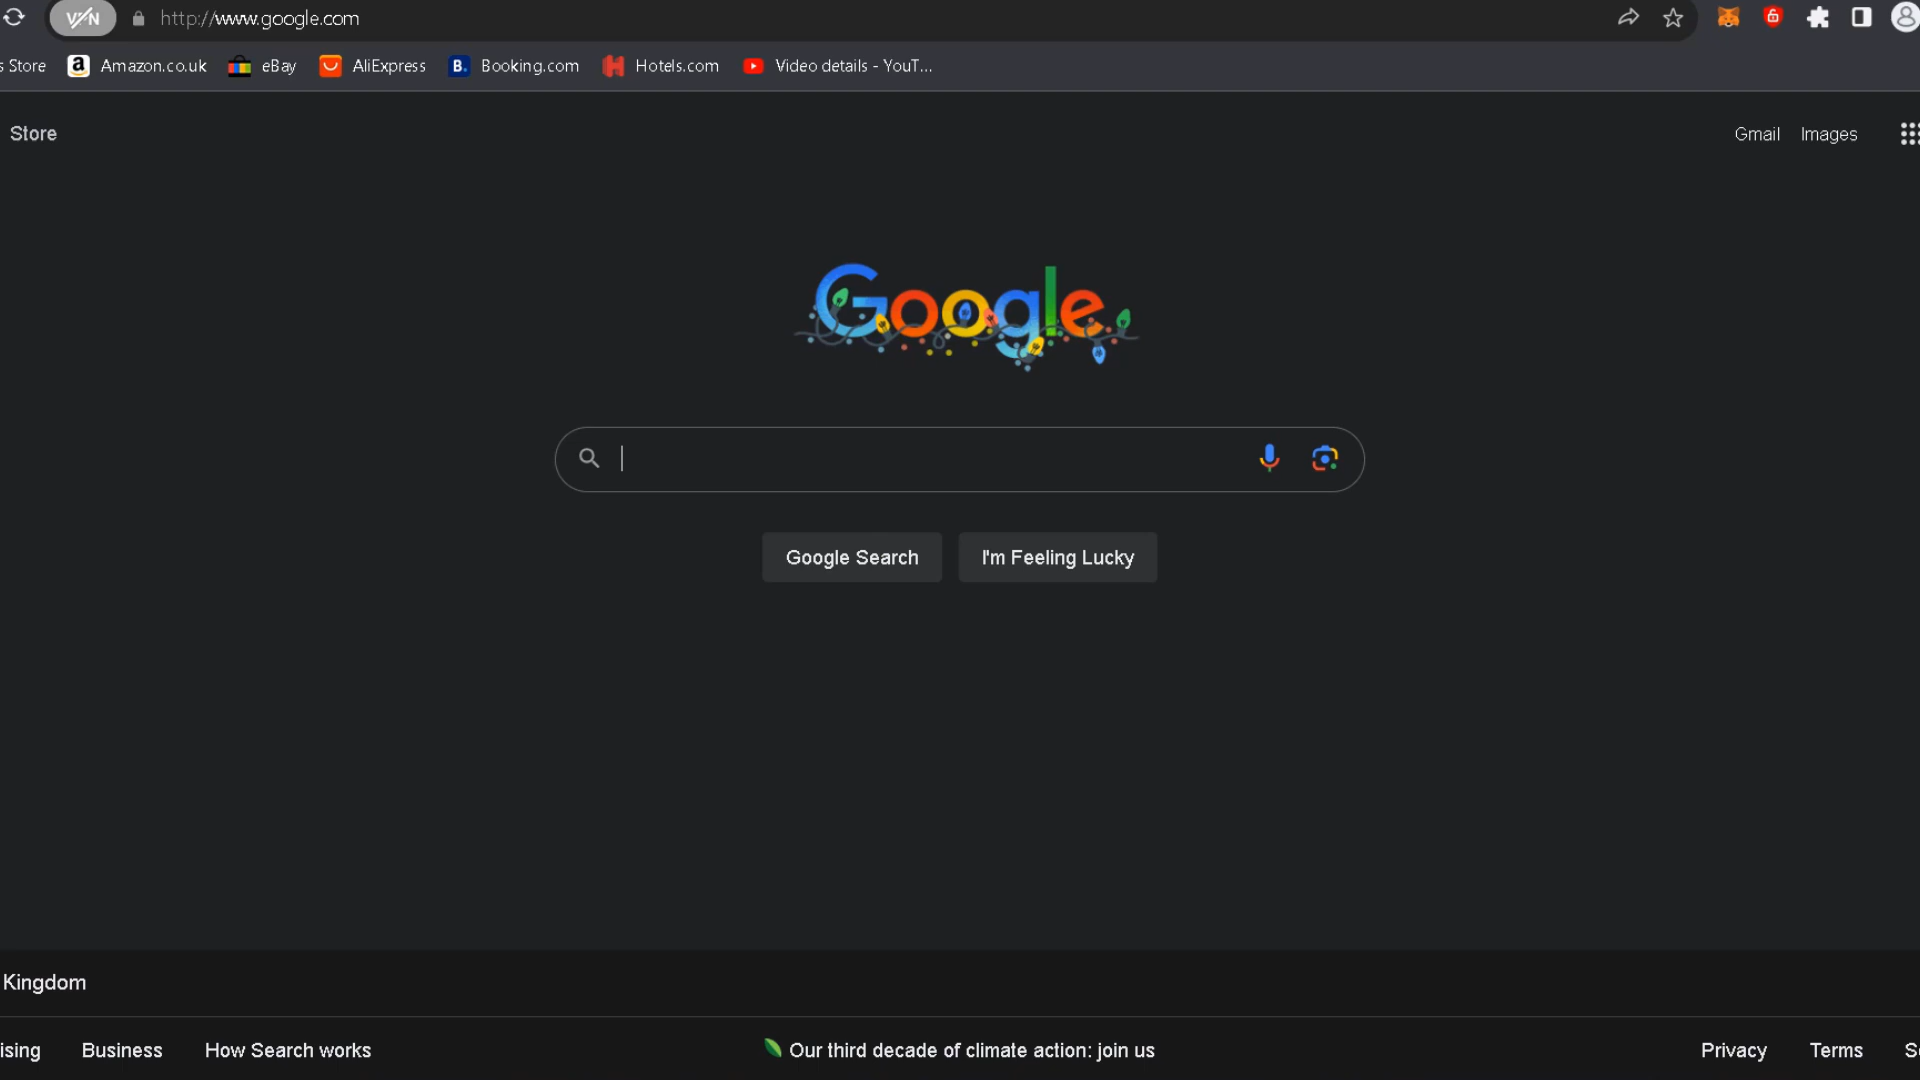 VPN http://www.google.com
s Store Amazon.co.uk eBay AliExpress Booking.com Hotels.com Video details - YouT...
Store Gmail Images
Google
Google Search I'm Feeling Lucky
Kingdom
ising Business How Search works Our third decade of climate action: join us Privacy Terms